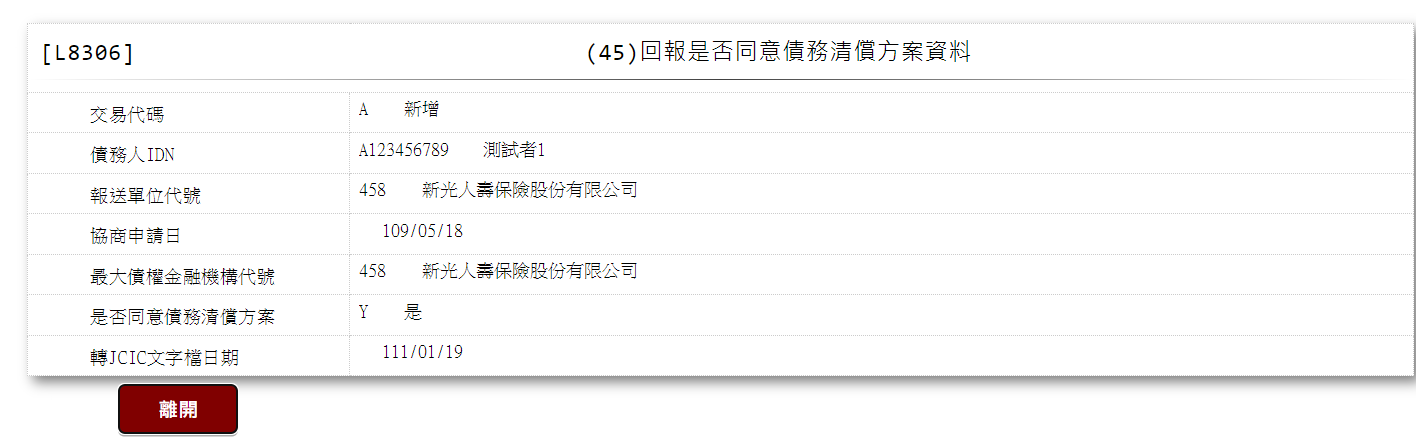 [L8306] (45)回報是否同意債務清償方案資料
交易代碼 A 新增
債務人IDN A123456789 測試者1
報送單位代號 458 新光人壽保險股份有限公司
協商申請日 109/05/18
最大債權金融機構代號 458 新光人壽保險股份有限公司
是否同意債務清償方案 Y 是
轉JCIC文字檔日期 111/01/19
離開